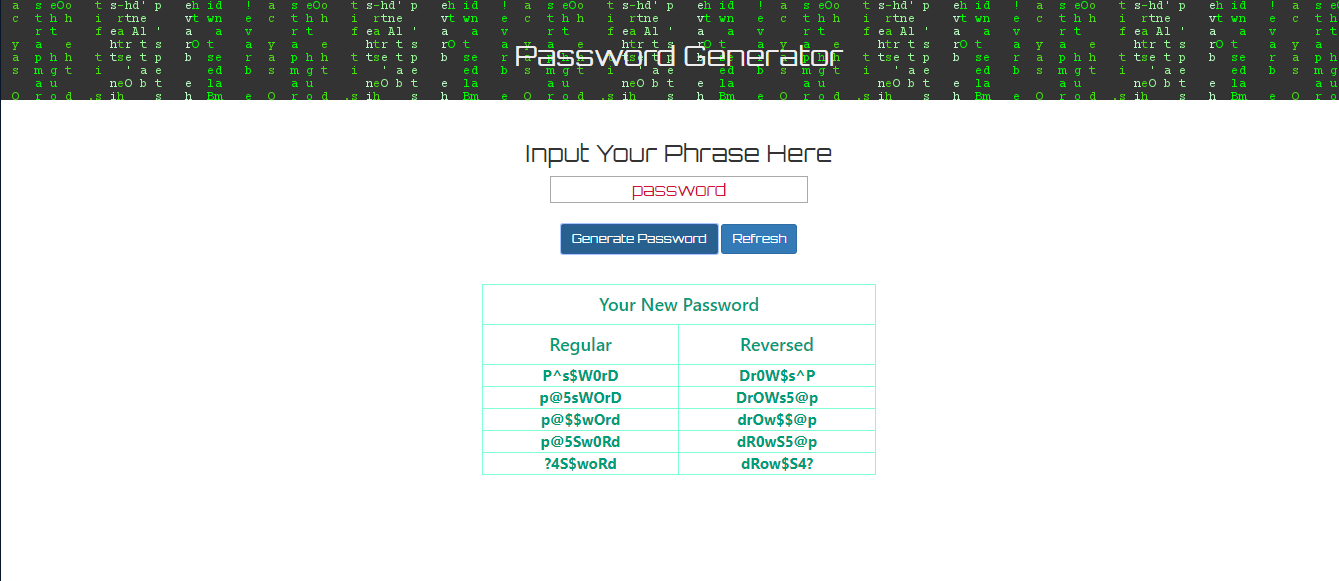 Password Generator
Input Your Phrase Here
password
Generate Password Refresh
Your New Password
Regular Reversed
P^s$W0rD Dr0W$s^P
p@5sWOrD DrOWs5@p
p@$$wOrd drOw$$@p
p@5Sw0Rd dR0wS5@p
?4S$woRd dRow$S4?